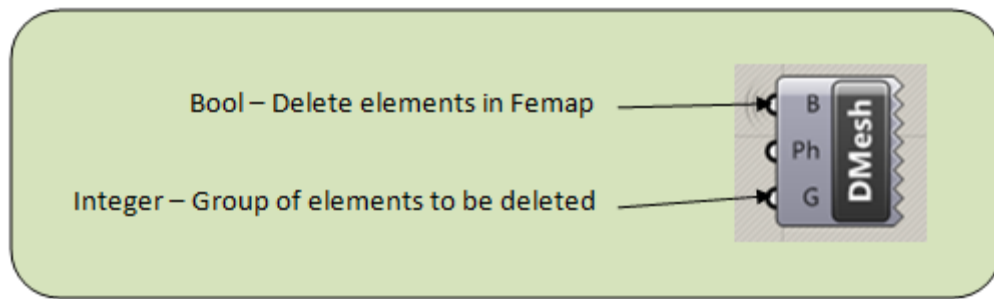 Bool – Delete elements in Femap
B
Ph
DMesh
Integer – Group of elements to be deleted
G